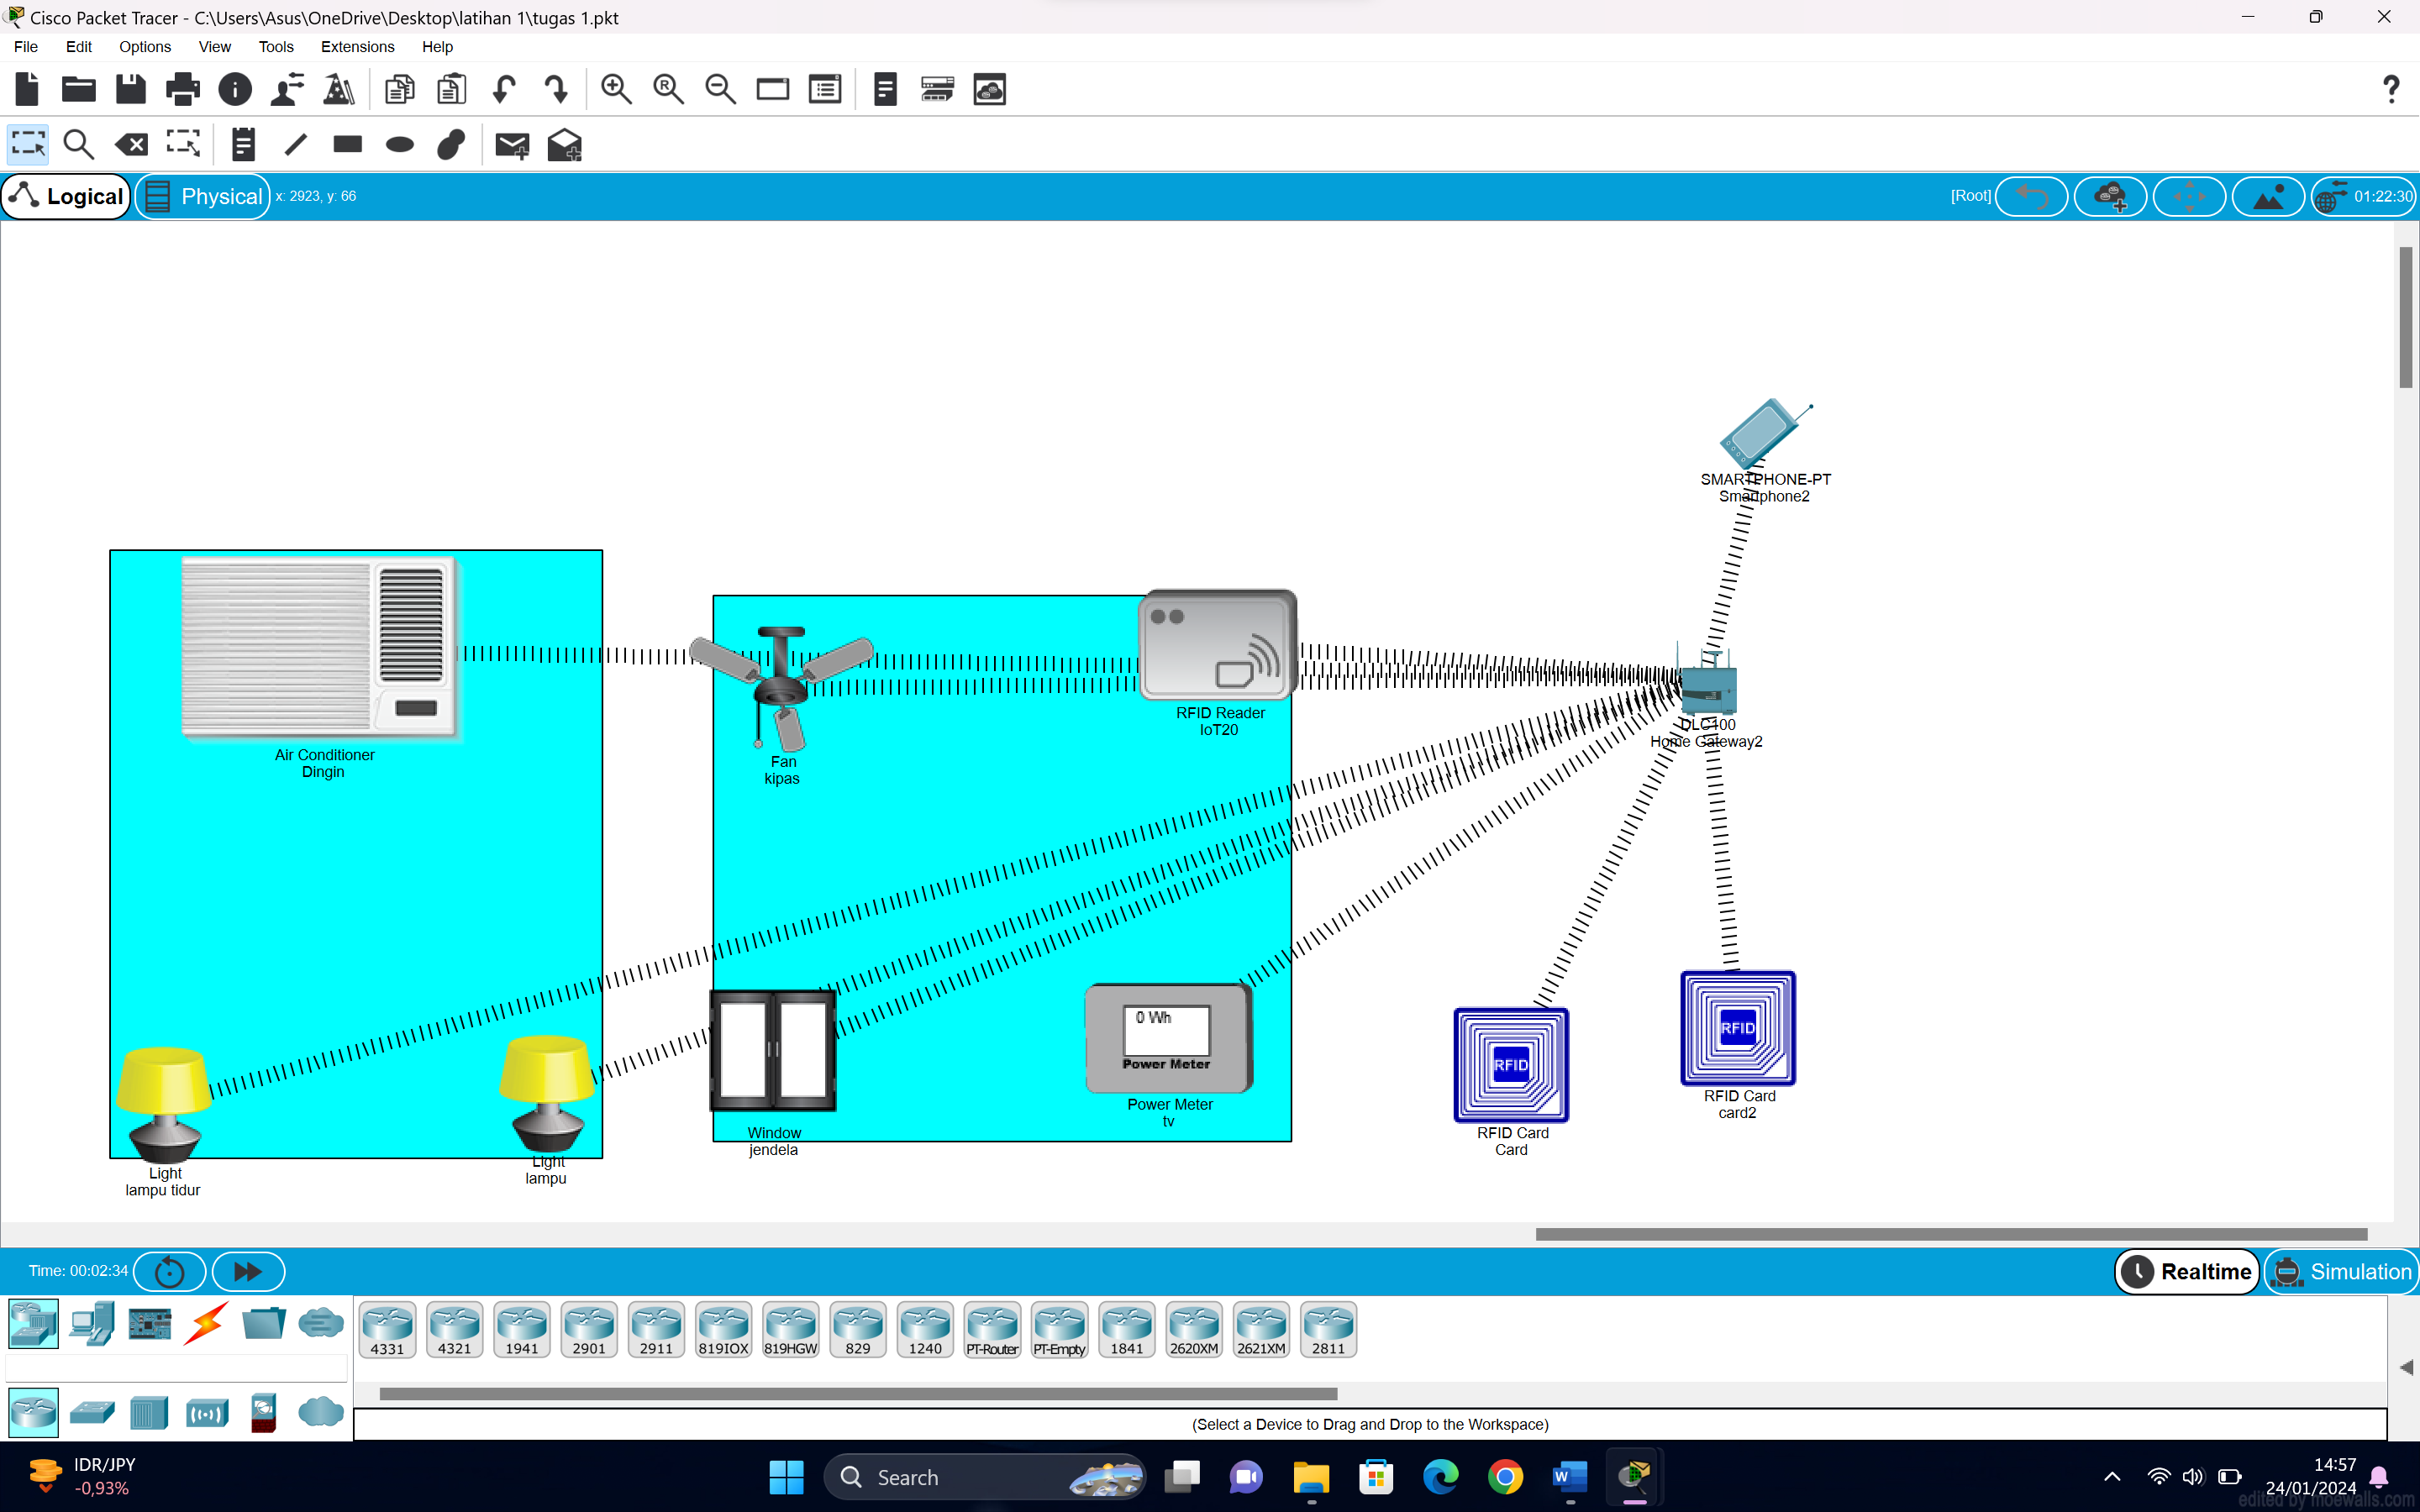 Cisco Packet Tracer - C:\Users\Asus\OneDrive\Desktop\latihan 1\tugas 1.pkt
File Edit Options View Tools Extensions Help
Logical Physical x: 2923, y: 66 [Root] 01:22:30
SMARTPHONE-PT
Smartphone2
RFID Reader
IoT20
DLC100
Home Gateway2
Air Conditioner
Dingin
Fan
kipas
0 Wh
Power Meter
RFID
RFID
RFID Card
card2
Power Meter
tv
Window
jendela
RFID Card
Card
Light
lampu
Light
lampu tidur
Time: 00:02:34 Realtime Simulation
4331 4321 1941 2901 2911 819IOX 819HGW 829 1240 PT-Router PT-Empty 1841 2620XM 2621XM 2811
(Select a Device to Drag and Drop to the Workspace)
IDR/JPY
-0,93%
Search
14:57
24/01/2024
edited by moewalls.com